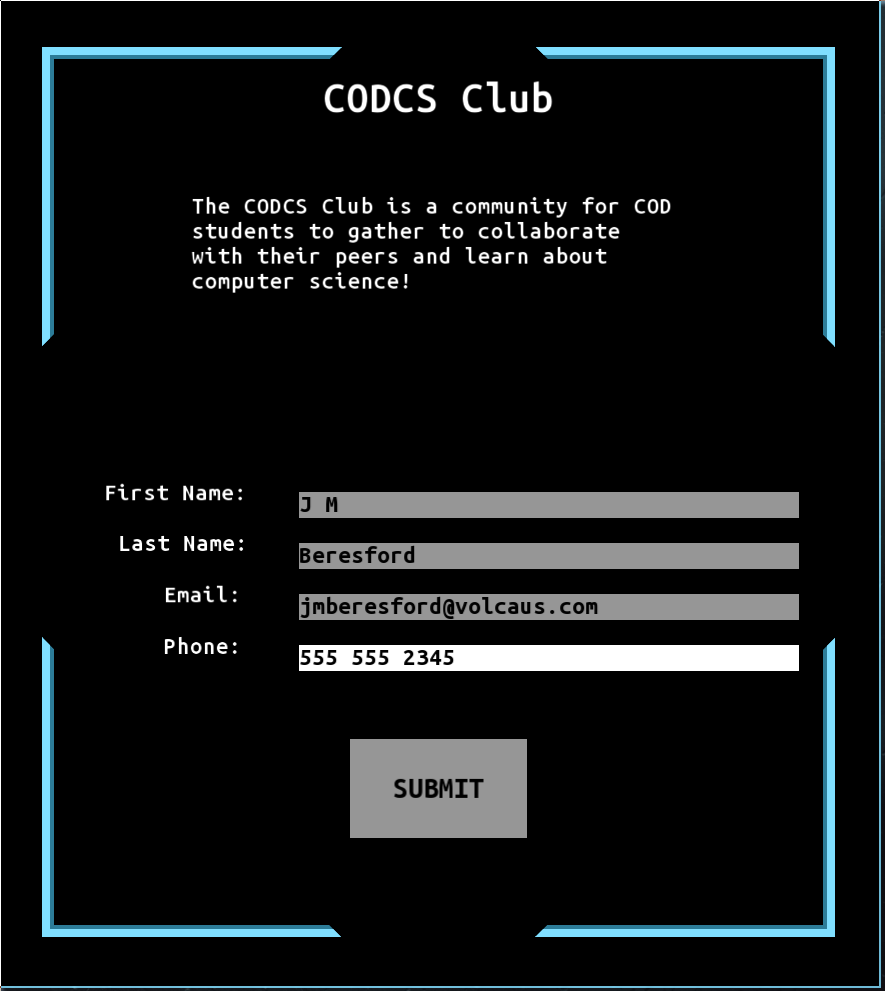 CODCS Club
The CODCS Club is a community for COD
students to gather to collaborate
with their peers and learn about
computer science!
First Name: J M
Last Name: Beresford
Email: jmberesford@volcaus.com
Phone: 555 555 2345
SUBMIT